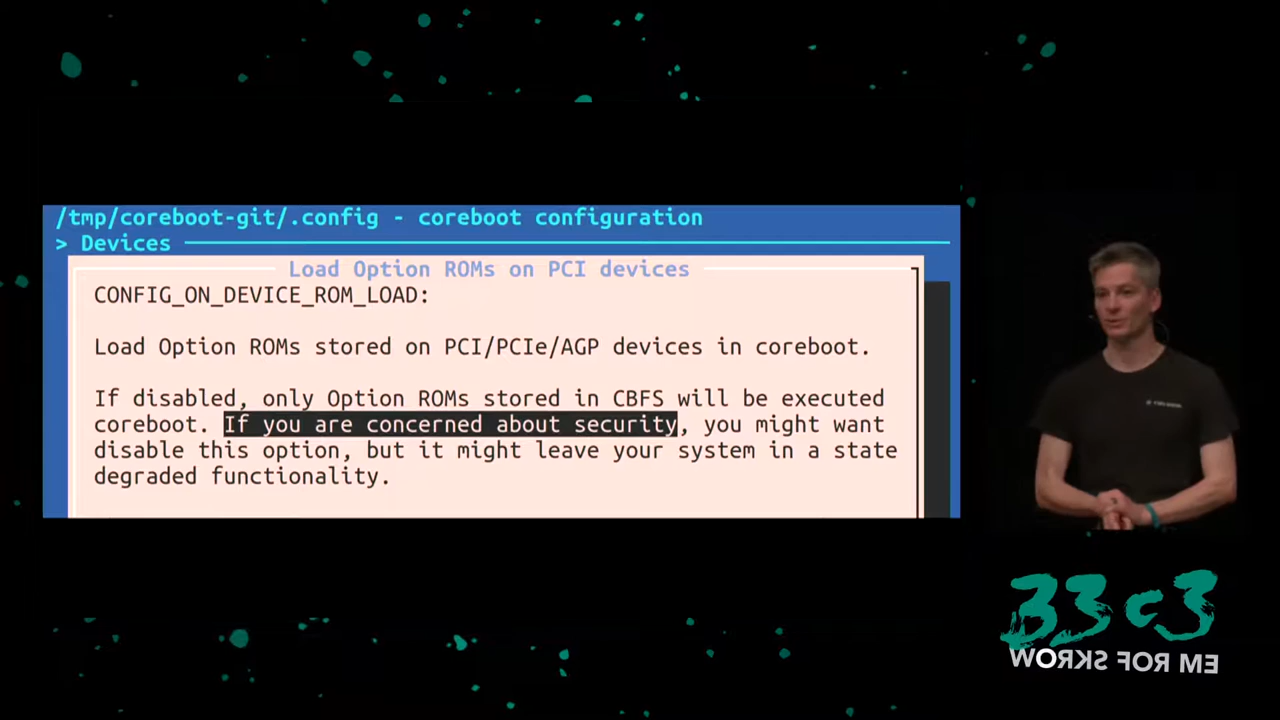 /tmp/coreboot-git/.config - coreboot configuration
> Devices
Load Option ROMs on PCI devices
CONFIG_ON_DEVICE_ROM_LOAD:
Load Option ROMs stored on PCI/PCIe/AGP devices in coreboot.
If disabled, only Option ROMs stored in CBFS will be executed
coreboot. If you are concerned about security, you might want
disable this option, but it might leave your system in a state
degraded functionality.
33c3
WORKS FOR ME